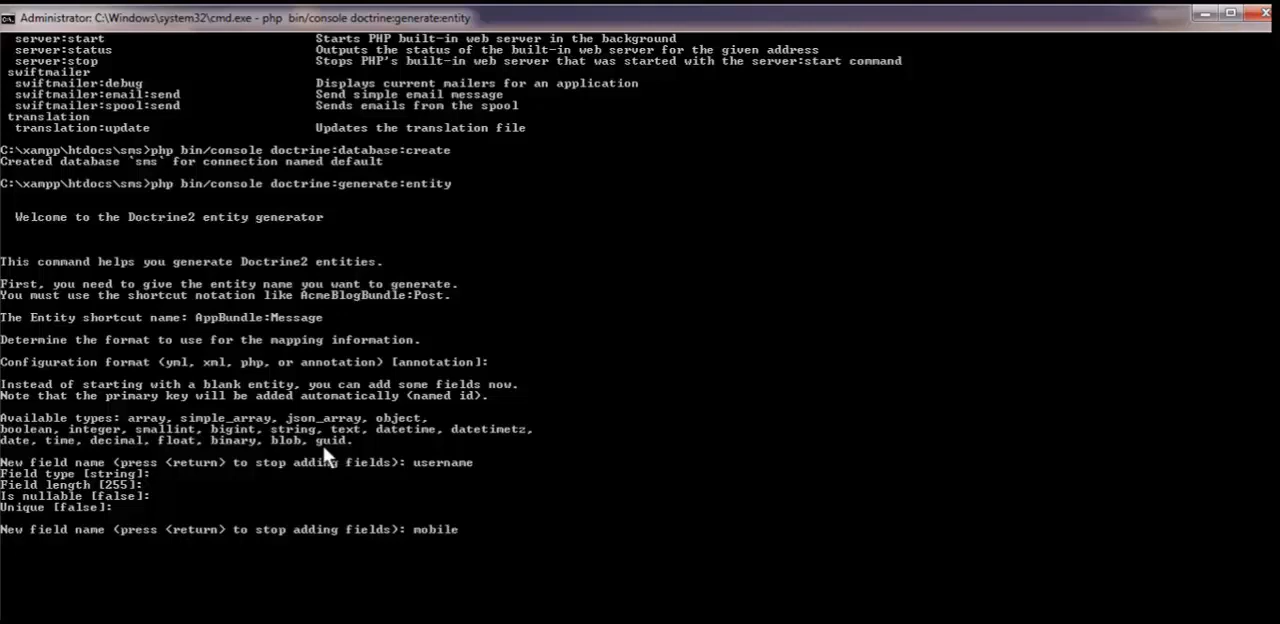 Administrator: C:\Windows\system32\cmd.exe - php  bin/console doctrine:generate:entity
server:start                Starts PHP built-in web server in the background
server:status               Outputs the status of the built-in web server for the given address
server:stop                 Stops PHP's built-in web server that was started with the server:start command
swiftmailer
swiftmailer:debug           Displays current mailers for an application
swiftmailer:email:send      Send simple email message
swiftmailer:spool:send      Sends emails from the spool
translation
translation:update          Updates the translation file
C:\xampp\htdocs\sms>php bin/console doctrine:database:create
Created database `sms` for connection named default
C:\xampp\htdocs\sms>php bin/console doctrine:generate:entity
Welcome to the Doctrine2 entity generator
This command helps you generate Doctrine2 entities.
First, you need to give the entity name you want to generate.
You must use the shortcut notation like AcmeBlogBundle:Post.
The Entity shortcut name: AppBundle:Message
Determine the format to use for the mapping information.
Configuration format (yml, xml, php, or annotation) [annotation]:
Instead of starting with a blank entity, you can add some fields now.
Note that the primary key will be added automatically (named id).
Available types: array, simple_array, json_array, object,
boolean, integer, smallint, bigint, string, text, datetime, datetimetz,
date, time, decimal, float, binary, blob, guid.
New field name (press <return> to stop adding fields): username
Field type [string]:
Field length [255]:
Is nullable [false]:
Unique [false]:
New field name (press <return> to stop adding fields): mobile